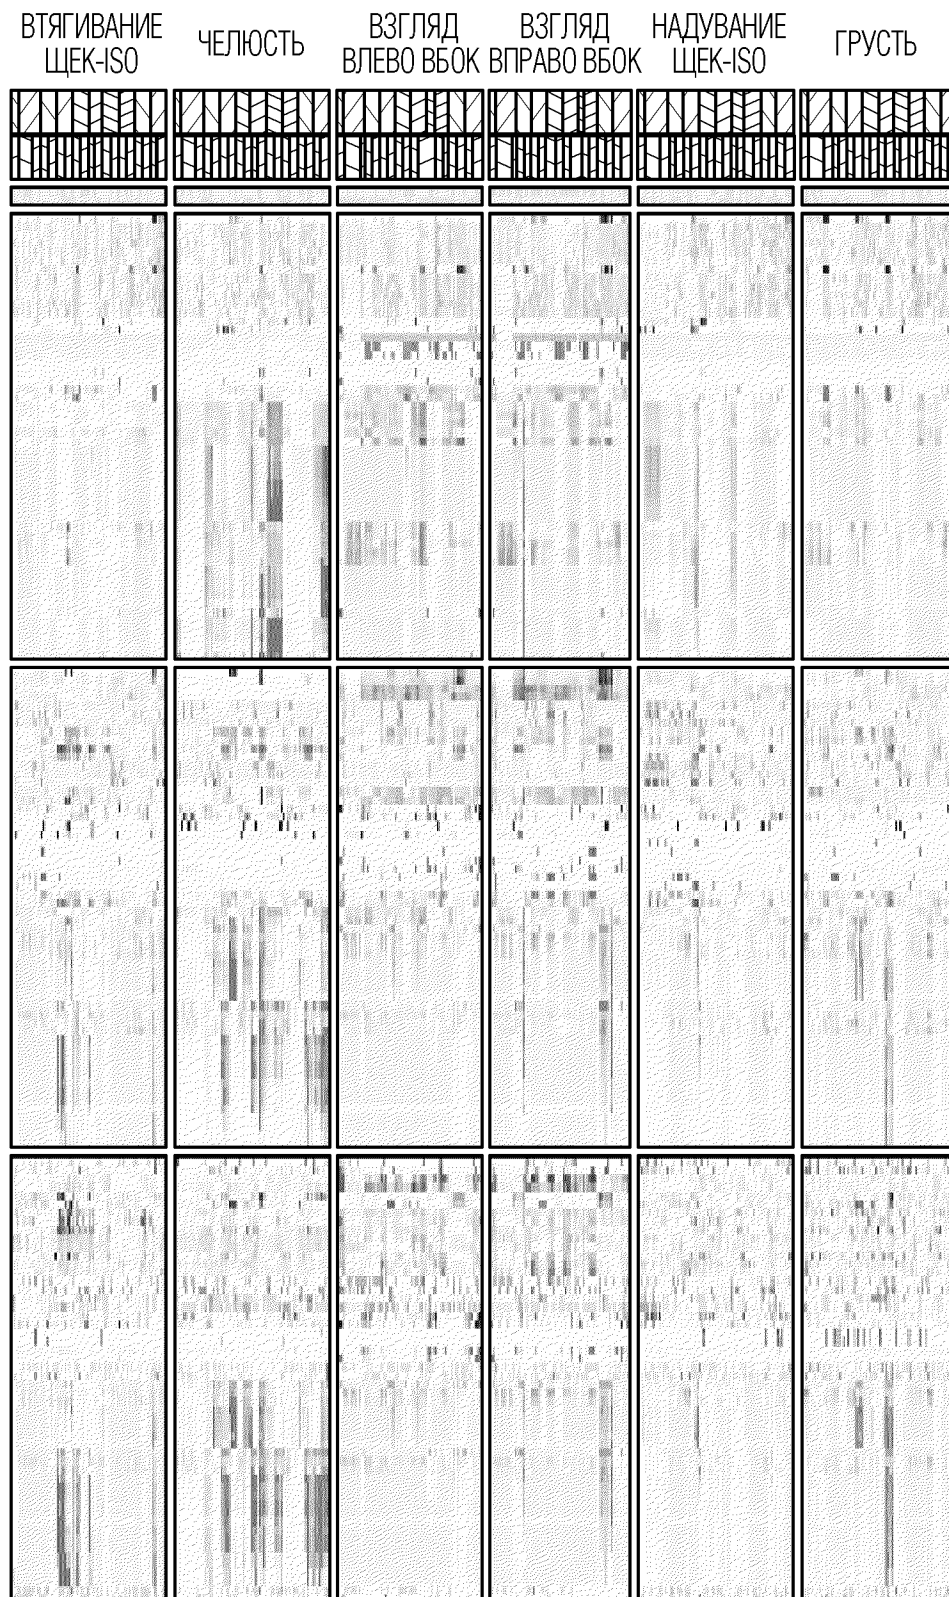 ВТЯГИВАНИЕ
ЩЕК-ISO
ЧЕЛЮСТЬ
ВЗГЛЯД
ВЛЕВО ВБОК
ВЗГЛЯД
ВПРАВО ВБОК
НАДУВАНИЕ
ЩЕК-ISO
ГРУСТЬ